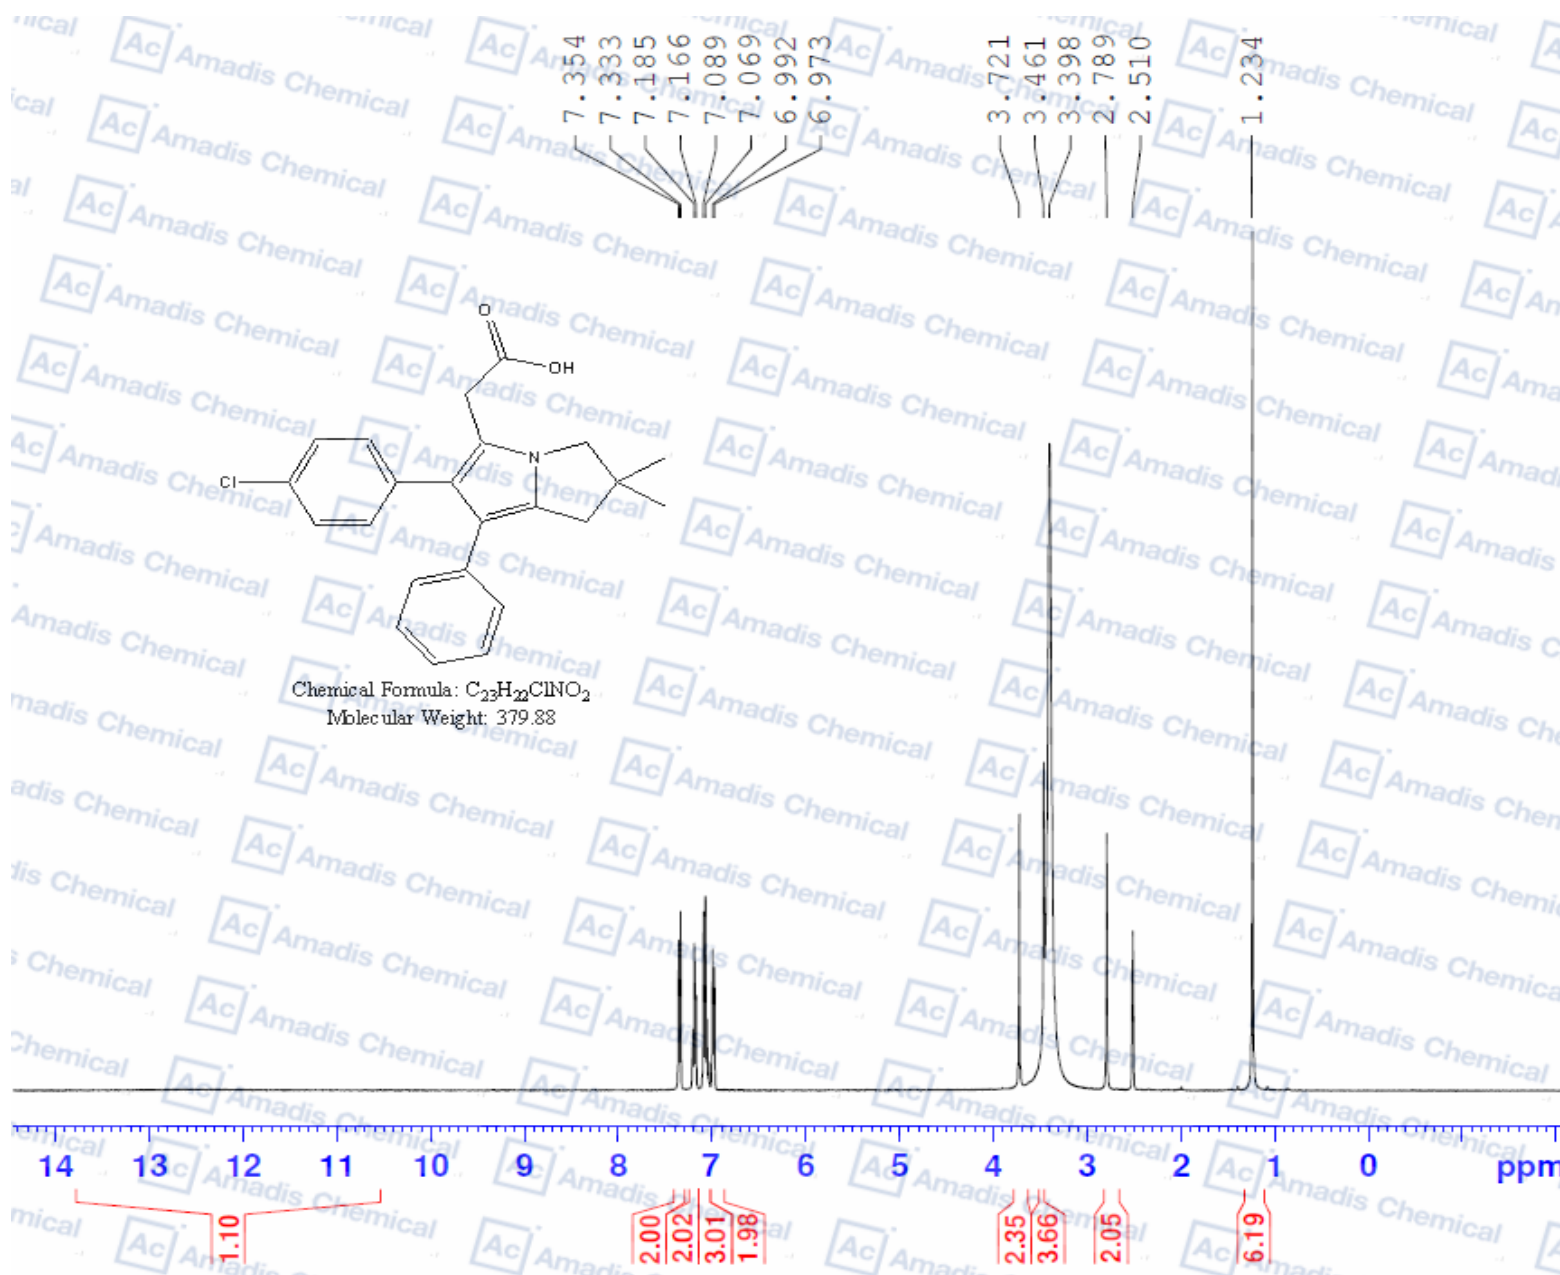 7.354
7.333
7.185
7.166
7.089
7.069
6.992
6.973
3.721
3.461
3.398
2.789
2.510
1.234
O
OH
N
Cl
Chemical Formula: C₂₃H₂₂ClNO₂
Molecular Weight: 379.88
14 13 12 11 10 9 8 7 6 5 4 3 2 1 0 ppm
1.10
2.00
2.02
3.01
1.98
2.35
3.66
2.05
6.19
Ac Amadis Chemical